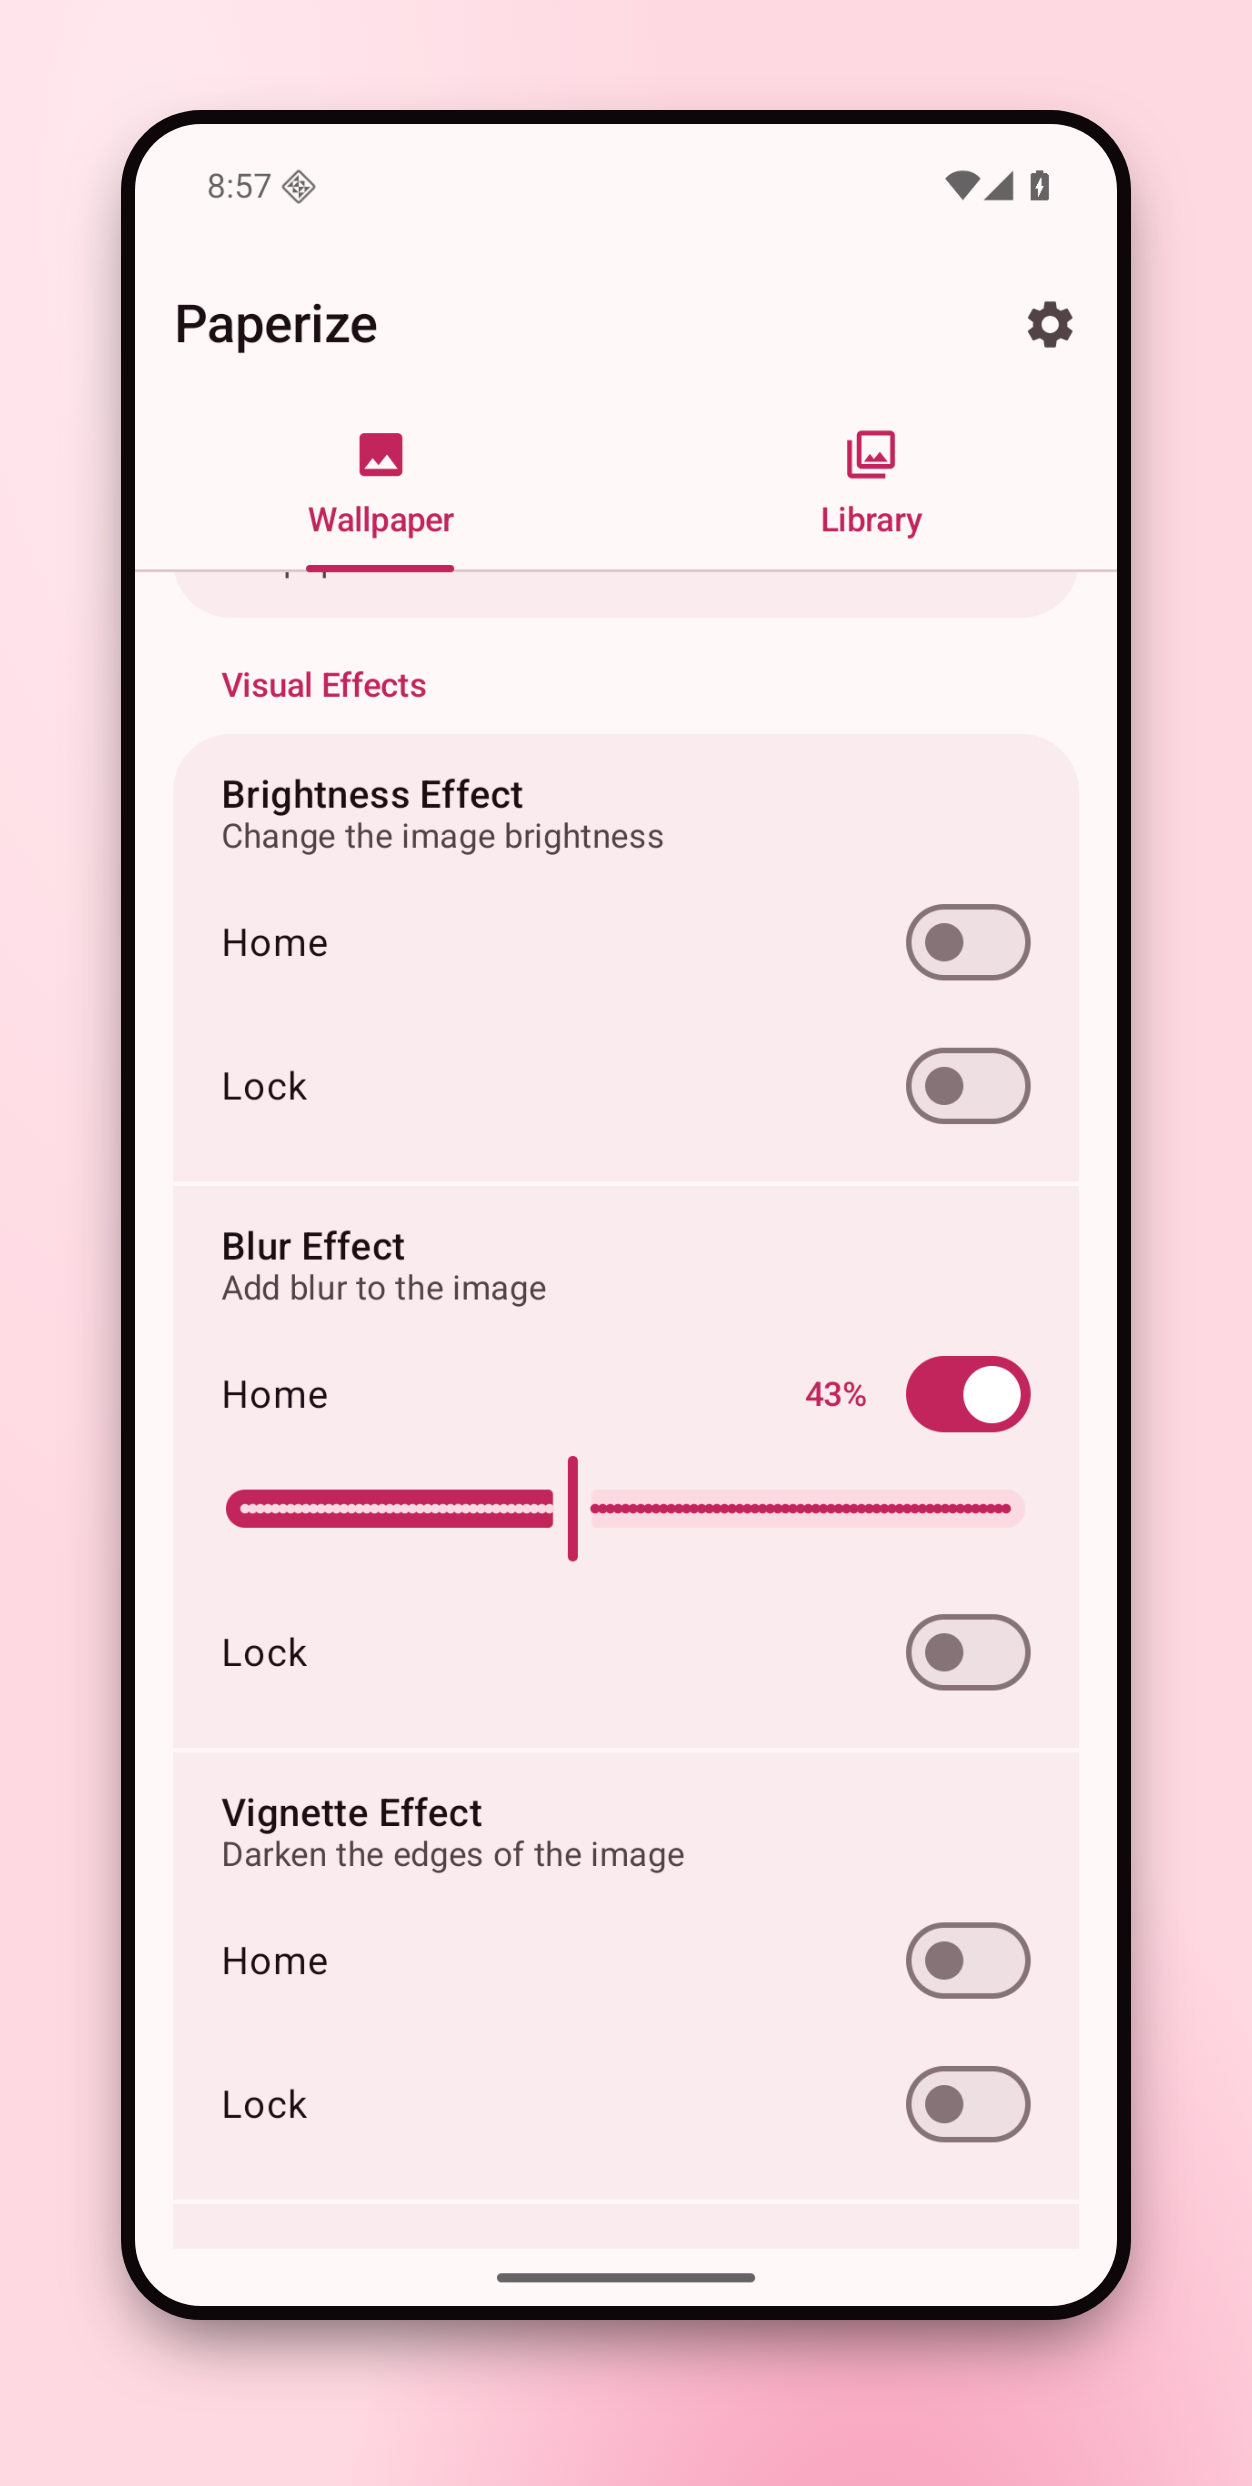 8:57
Paperize
Wallpaper
Library
Visual Effects
Brightness Effect
Change the image brightness
Home
Lock
Blur Effect
Add blur to the image
Home
43%
Lock
Vignette Effect
Darken the edges of the image
Home
Lock